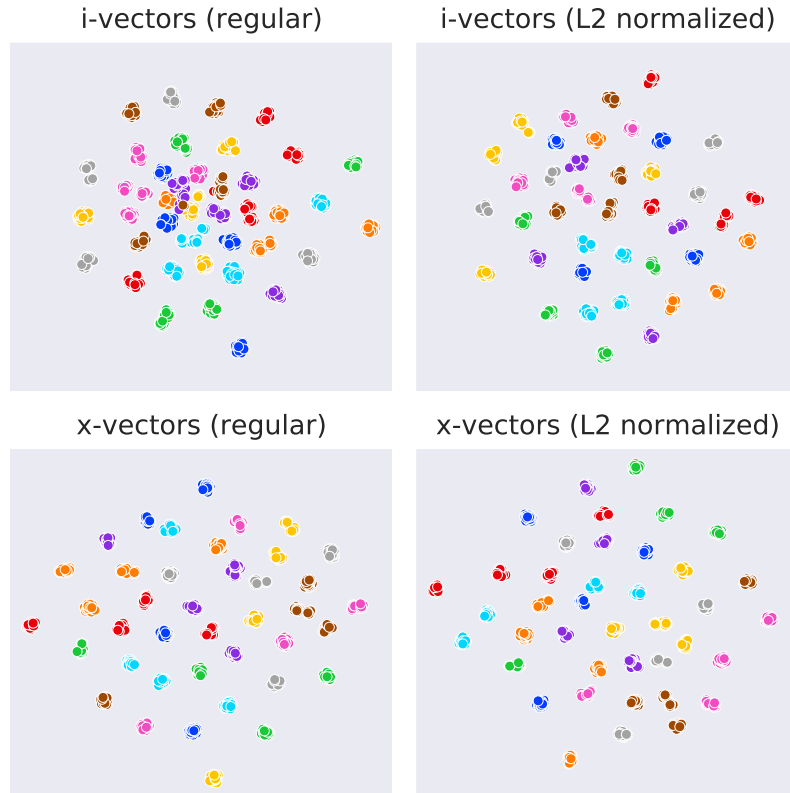 i-vectors (regular)
i-vectors (L2 normalized)
x-vectors (regular)
x-vectors (L2 normalized)